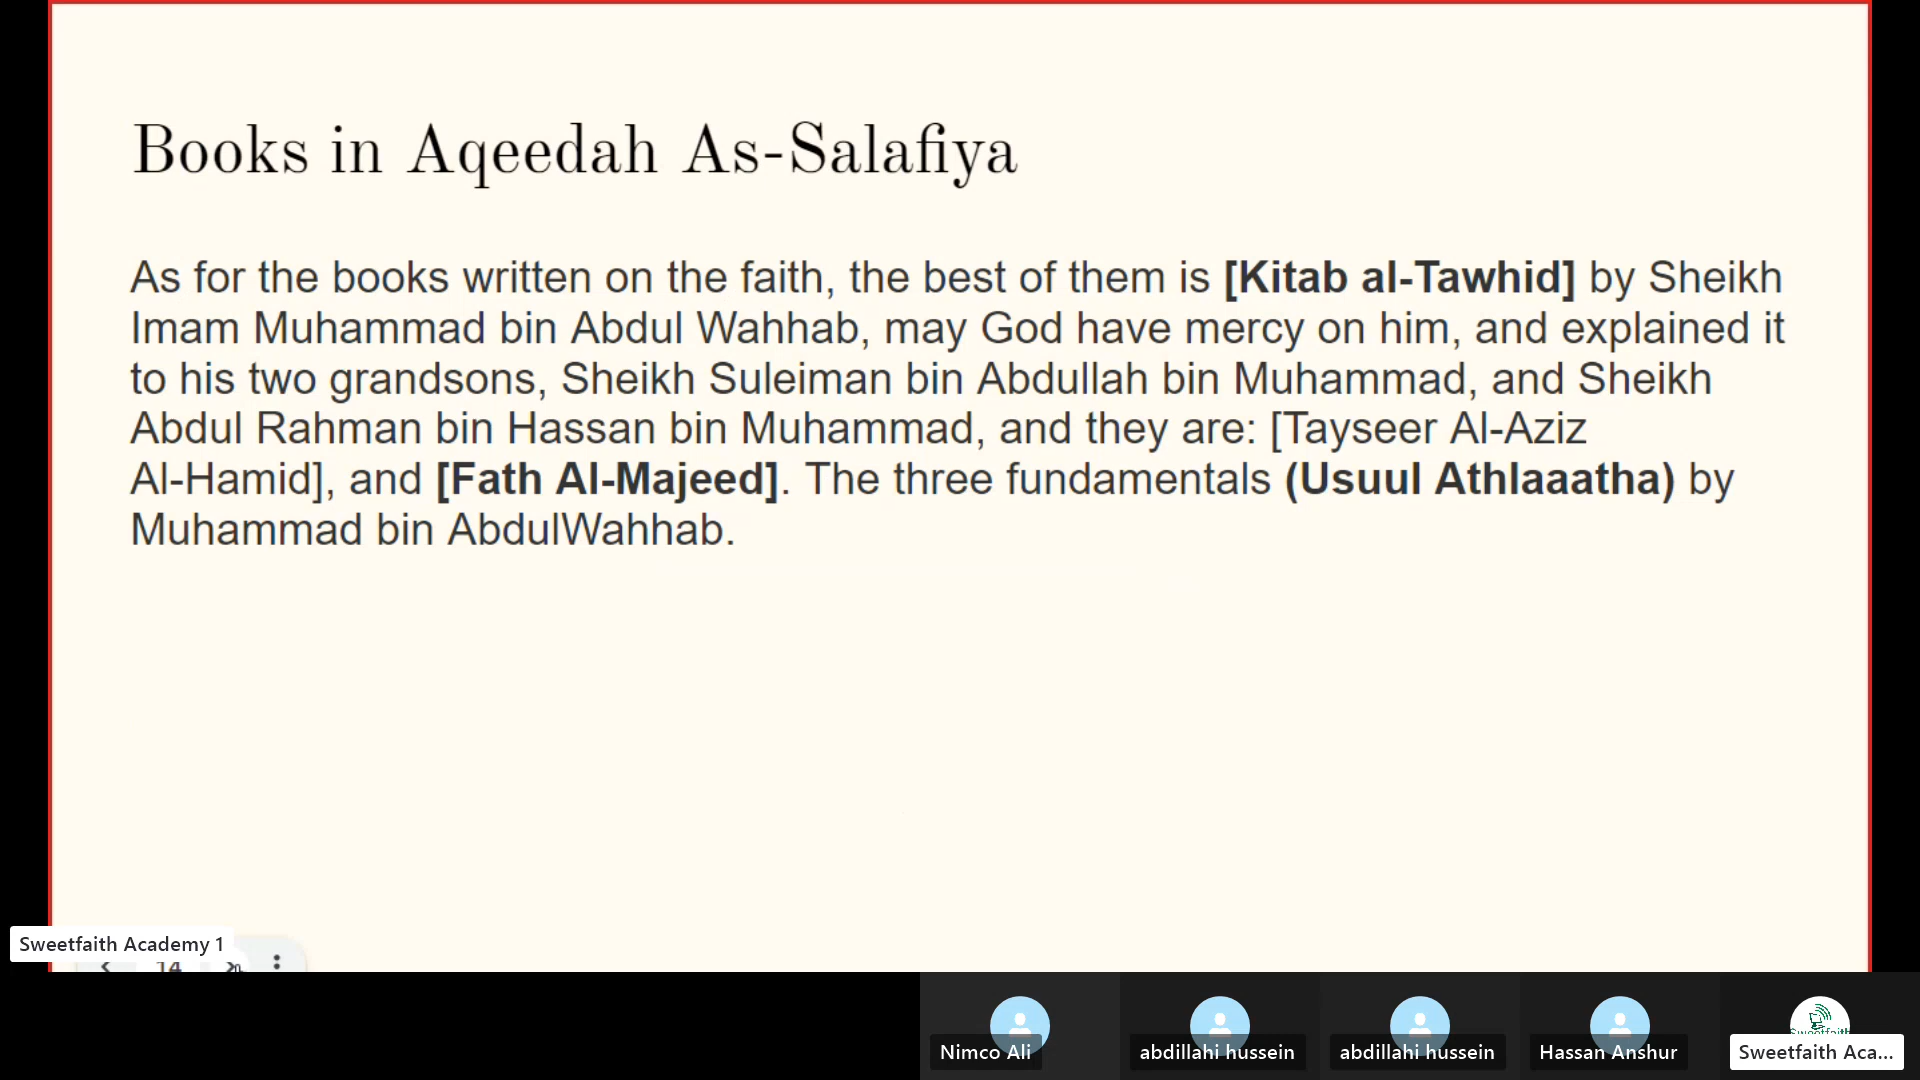 Books in Aqeedah As-Salafiya
As for the books written on the faith, the best of them is [Kitab al-Tawhid] by Sheikh
Imam Muhammad bin Abdul Wahhab, may God have mercy on him, and explained it
to his two grandsons, Sheikh Suleiman bin Abdullah bin Muhammad, and Sheikh
Abdul Rahman bin Hassan bin Muhammad, and they are: [Tayseer Al-Aziz
Al-Hamid], and [Fath Al-Majeed]. The three fundamentals (Usuul Athlaaatha) by
Muhammad bin AbdulWahhab.
Sweetfaith Academy 1
14
Sweetfaith
Nimco Ali
abdillahi hussein
abdillahi hussein
Hassan Anshur
Sweetfaith Aca...